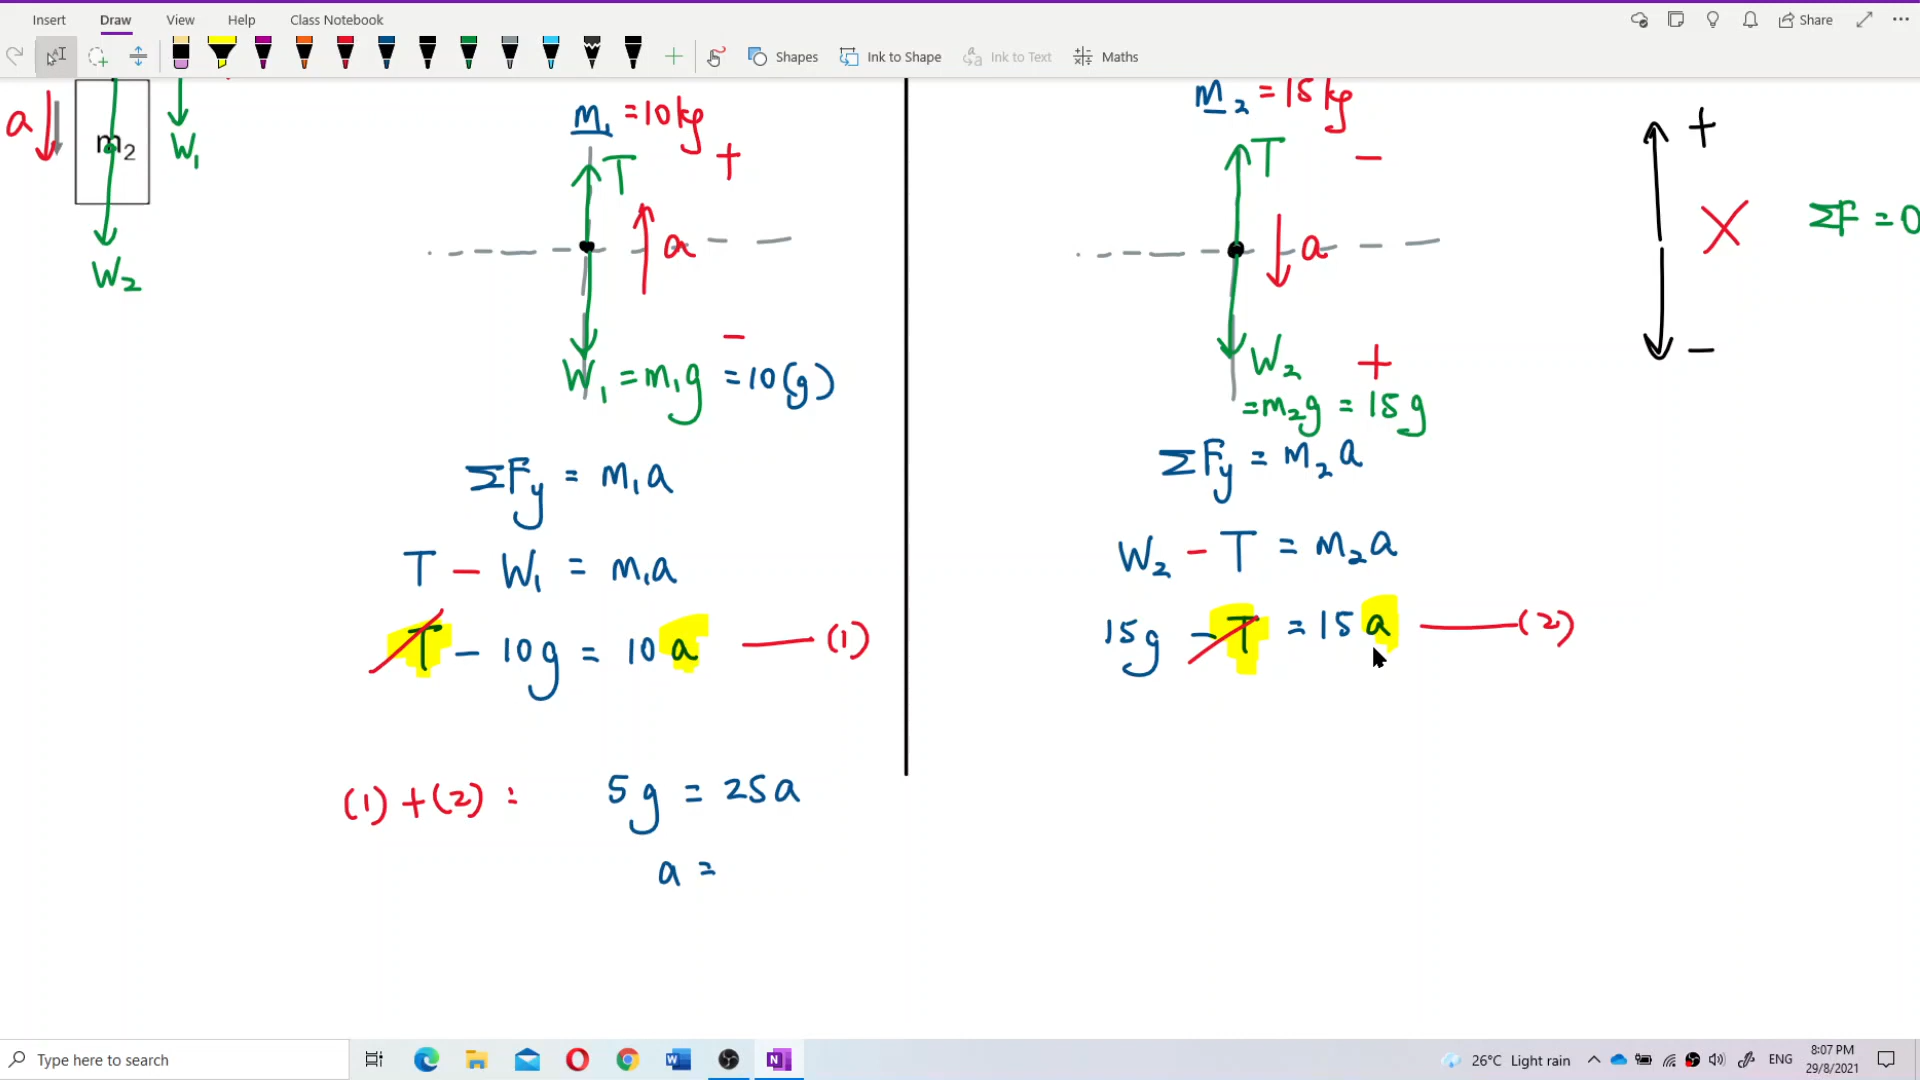 Insert Draw View Help Class Notebook Share
Shapes Ink to Shape Ink to Text Maths
a m2 W1
W2
m1 = 10kg
T +
a
-
W1 = m1g = 10(g)
ΣFy = m1a
T - W1 = m1a
T - 10g = 10a (1)
(1) + (2) : 5g = 25a
a =
m2 = 15kg
T -
a
W2 +
= m2g = 15g
ΣFy = m2a
W2 - T = m2a
15g - T = 15a (2)
+
X ΣF = 0
-
Type here to search
26°C Light rain ENG 8:07 PM
29/8/2021